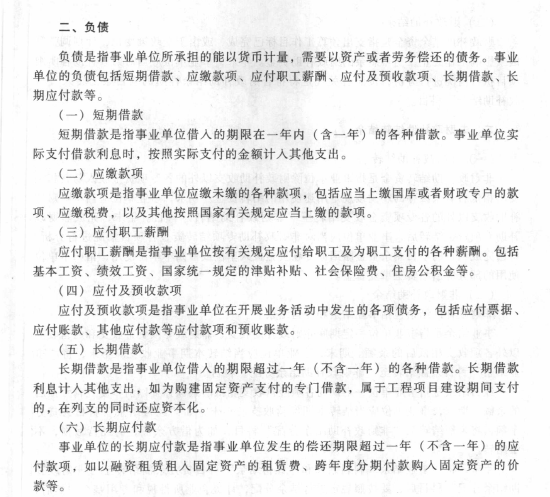 二、负债
负债是指事业单位所承担的能以货币计量，需要以资产或者劳务偿还的债务。事业
单位的负债包括短期借款、应缴款项、应付职工薪酬、应付及预收款项、长期借款、长
期应付款等。
（一）短期借款
短期借款是指事业单位借入的期限在一年内（含一年）的各种借款。事业单位实
际支付借款利息时，按照实际支付的金额计入其他支出。
（二）应缴款项
应缴款项是指事业单位应缴未缴的各种款项，包括应当上缴国库或者财政专户的款
项、应缴税费，以及其他按照国家有关规定应当上缴的款项。
（三）应付职工薪酬
应付职工薪酬是指事业单位按有关规定应付给职工及为职工支付的各种薪酬。包括
基本工资、绩效工资、国家统一规定的津贴补贴、社会保险费、住房公积金等。
（四）应付及预收款项
应付及预收款项是指事业单位在开展业务活动中发生的各项债务，包括应付票据、
应付账款、其他应付款等应付款项和预收账款。
（五）长期借款
长期借款是指事业单位借入的期限超过一年（不含一年）的各种借款。长期借款
利息计入其他支出，如为购建固定资产支付的专门借款，属于工程项目建设期间支付
的，在列支的同时还应资本化。
（六）长期应付款
事业单位的长期应付款是指事业单位发生的偿还期限超过一年（不含一年）的应
付款项，如以融资租赁租入固定资产的租赁费、跨年度分期付款购入固定资产的价
款等。